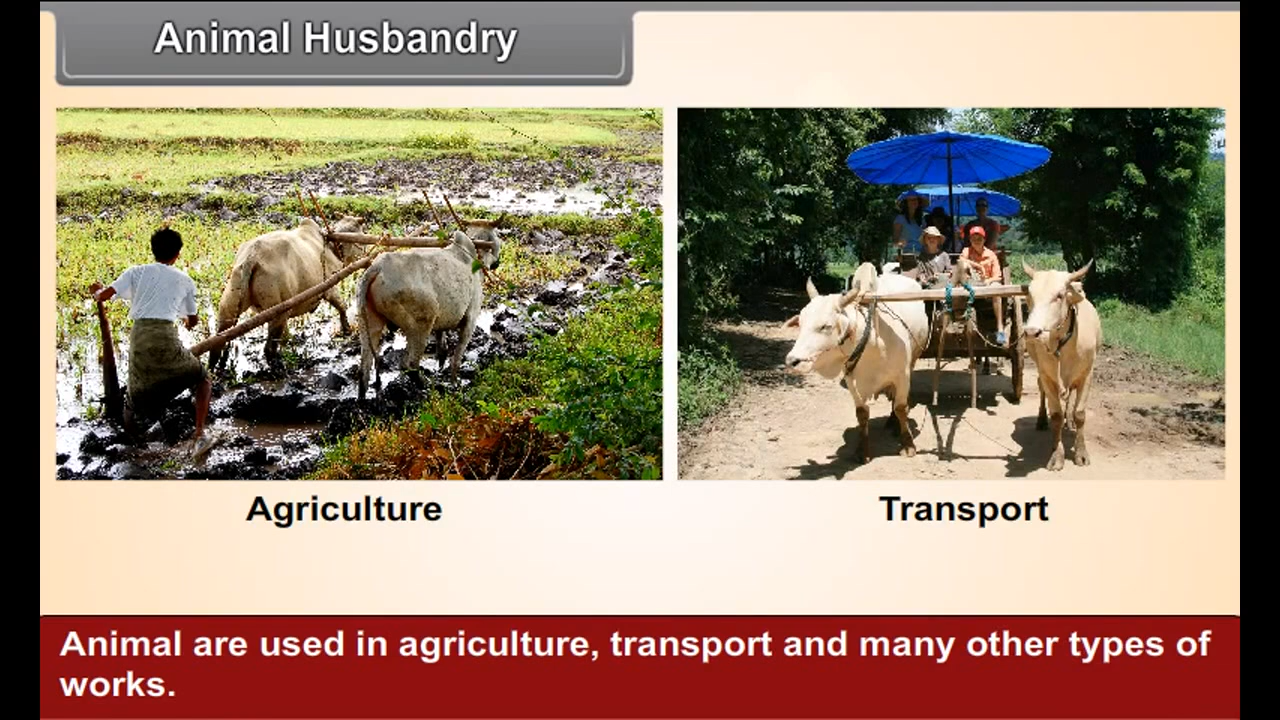 Animal Husbandry
Agriculture
Transport
Animal are used in agriculture, transport and many other types of
works.